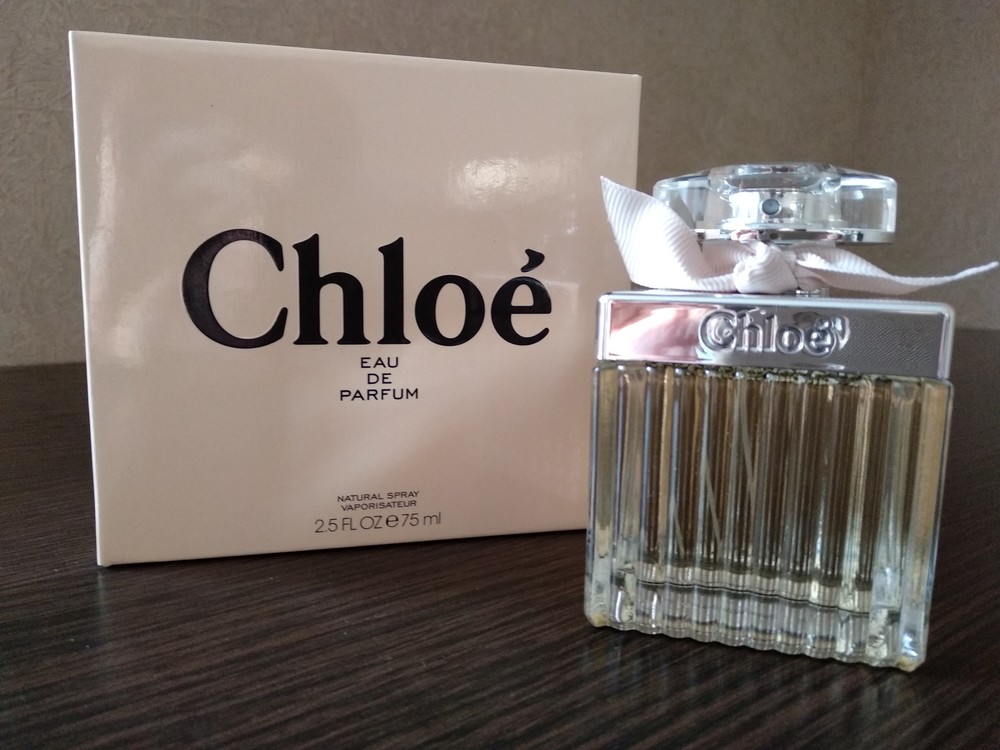 Chloé
EAU
DE
PARFUM
NATURAL SPRAY
VAPORISATEUR
2.5 FL OZ ℮ 75 ml
Chloé